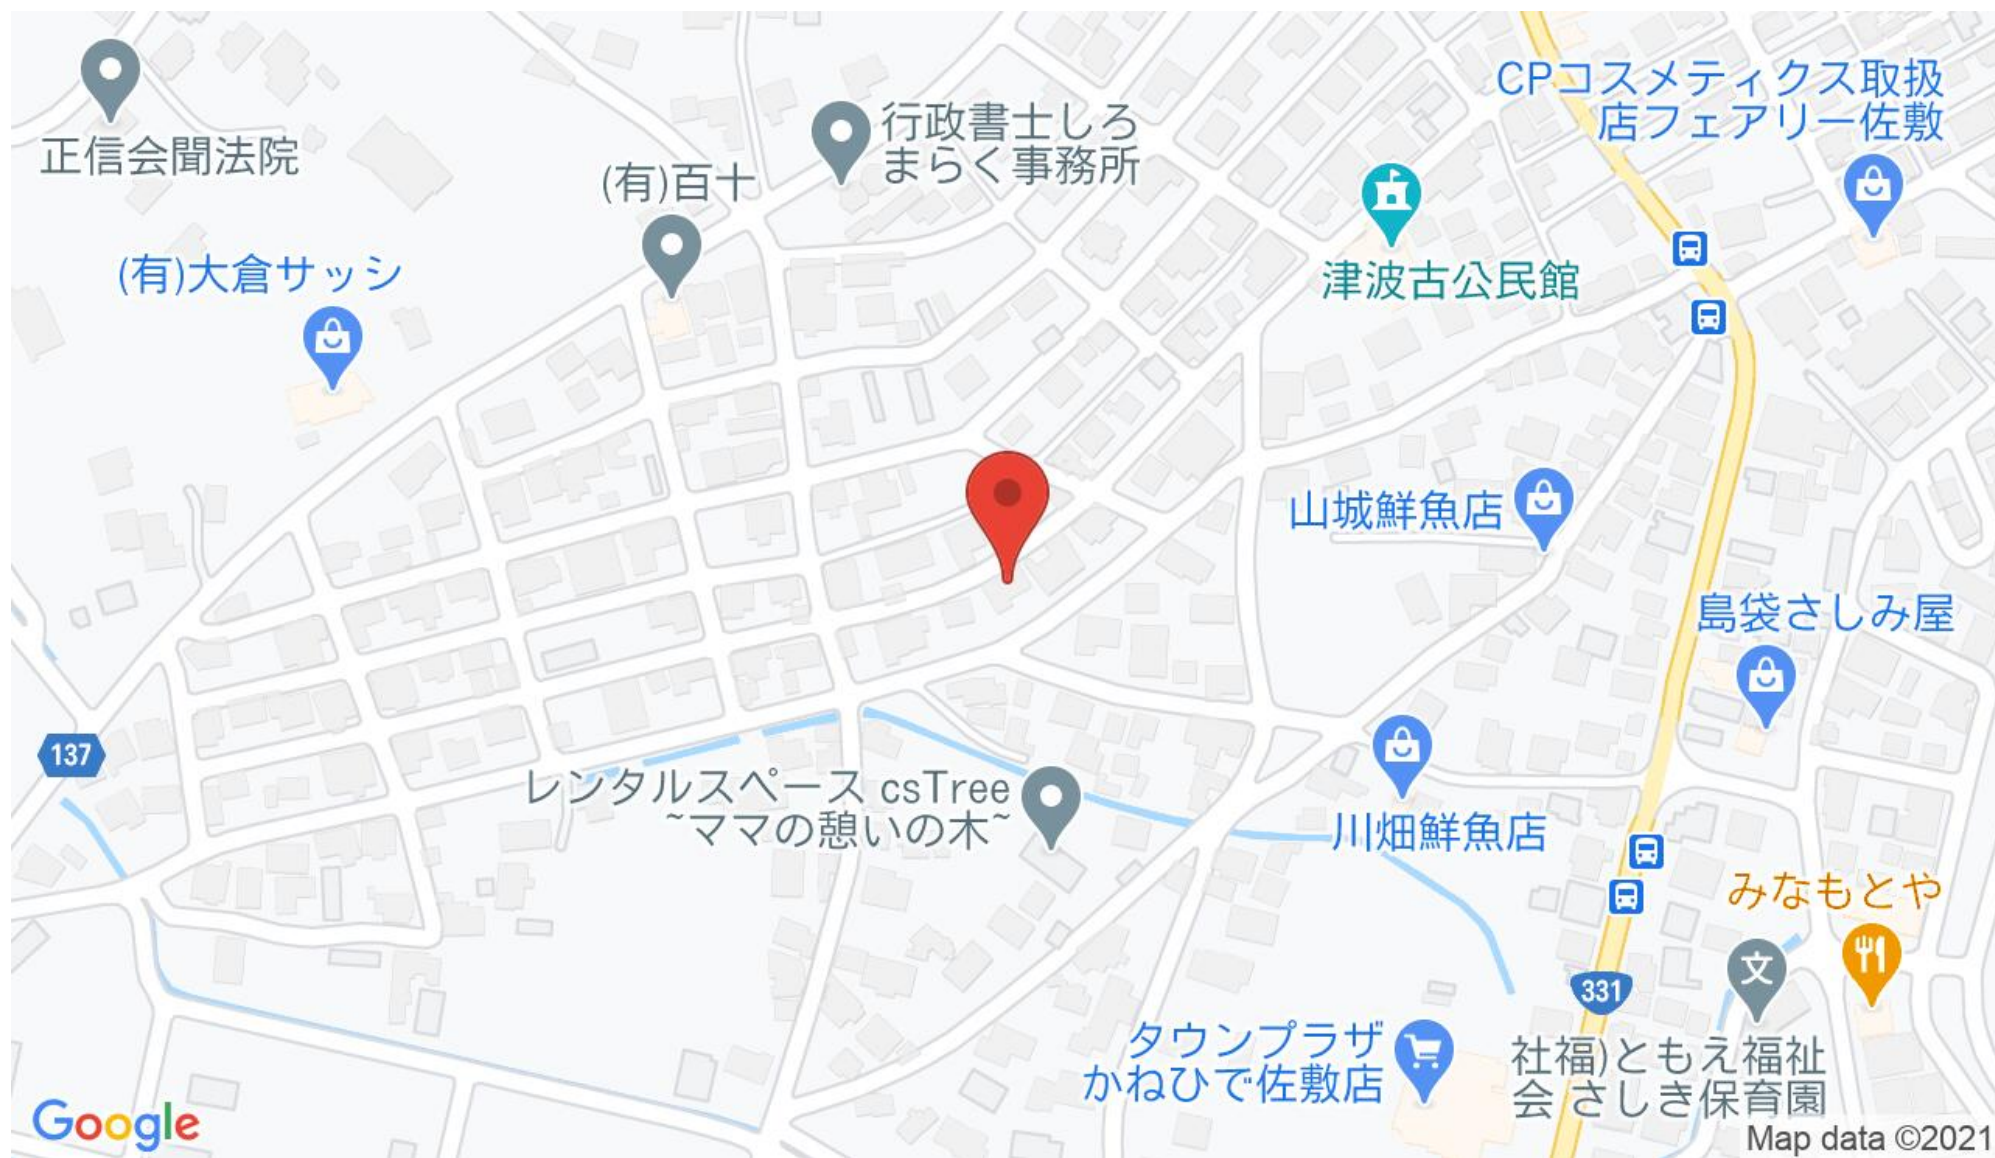 CPコスメティクス取扱
店フェアリー佐敷
行政書士しろ
まらく事務所
正信会聞法院
(有)百十
(有)大倉サッシ
津波古公民館
山城鮮魚店
島袋さしみ屋
137
レンタルスペース csTree
~ママの憩いの木~
川畑鮮魚店
みなもとや
文
331
タウンプラザ
かねひで佐敷店
社福)ともえ福祉
会 さしき保育園
Google
Map data ©2021